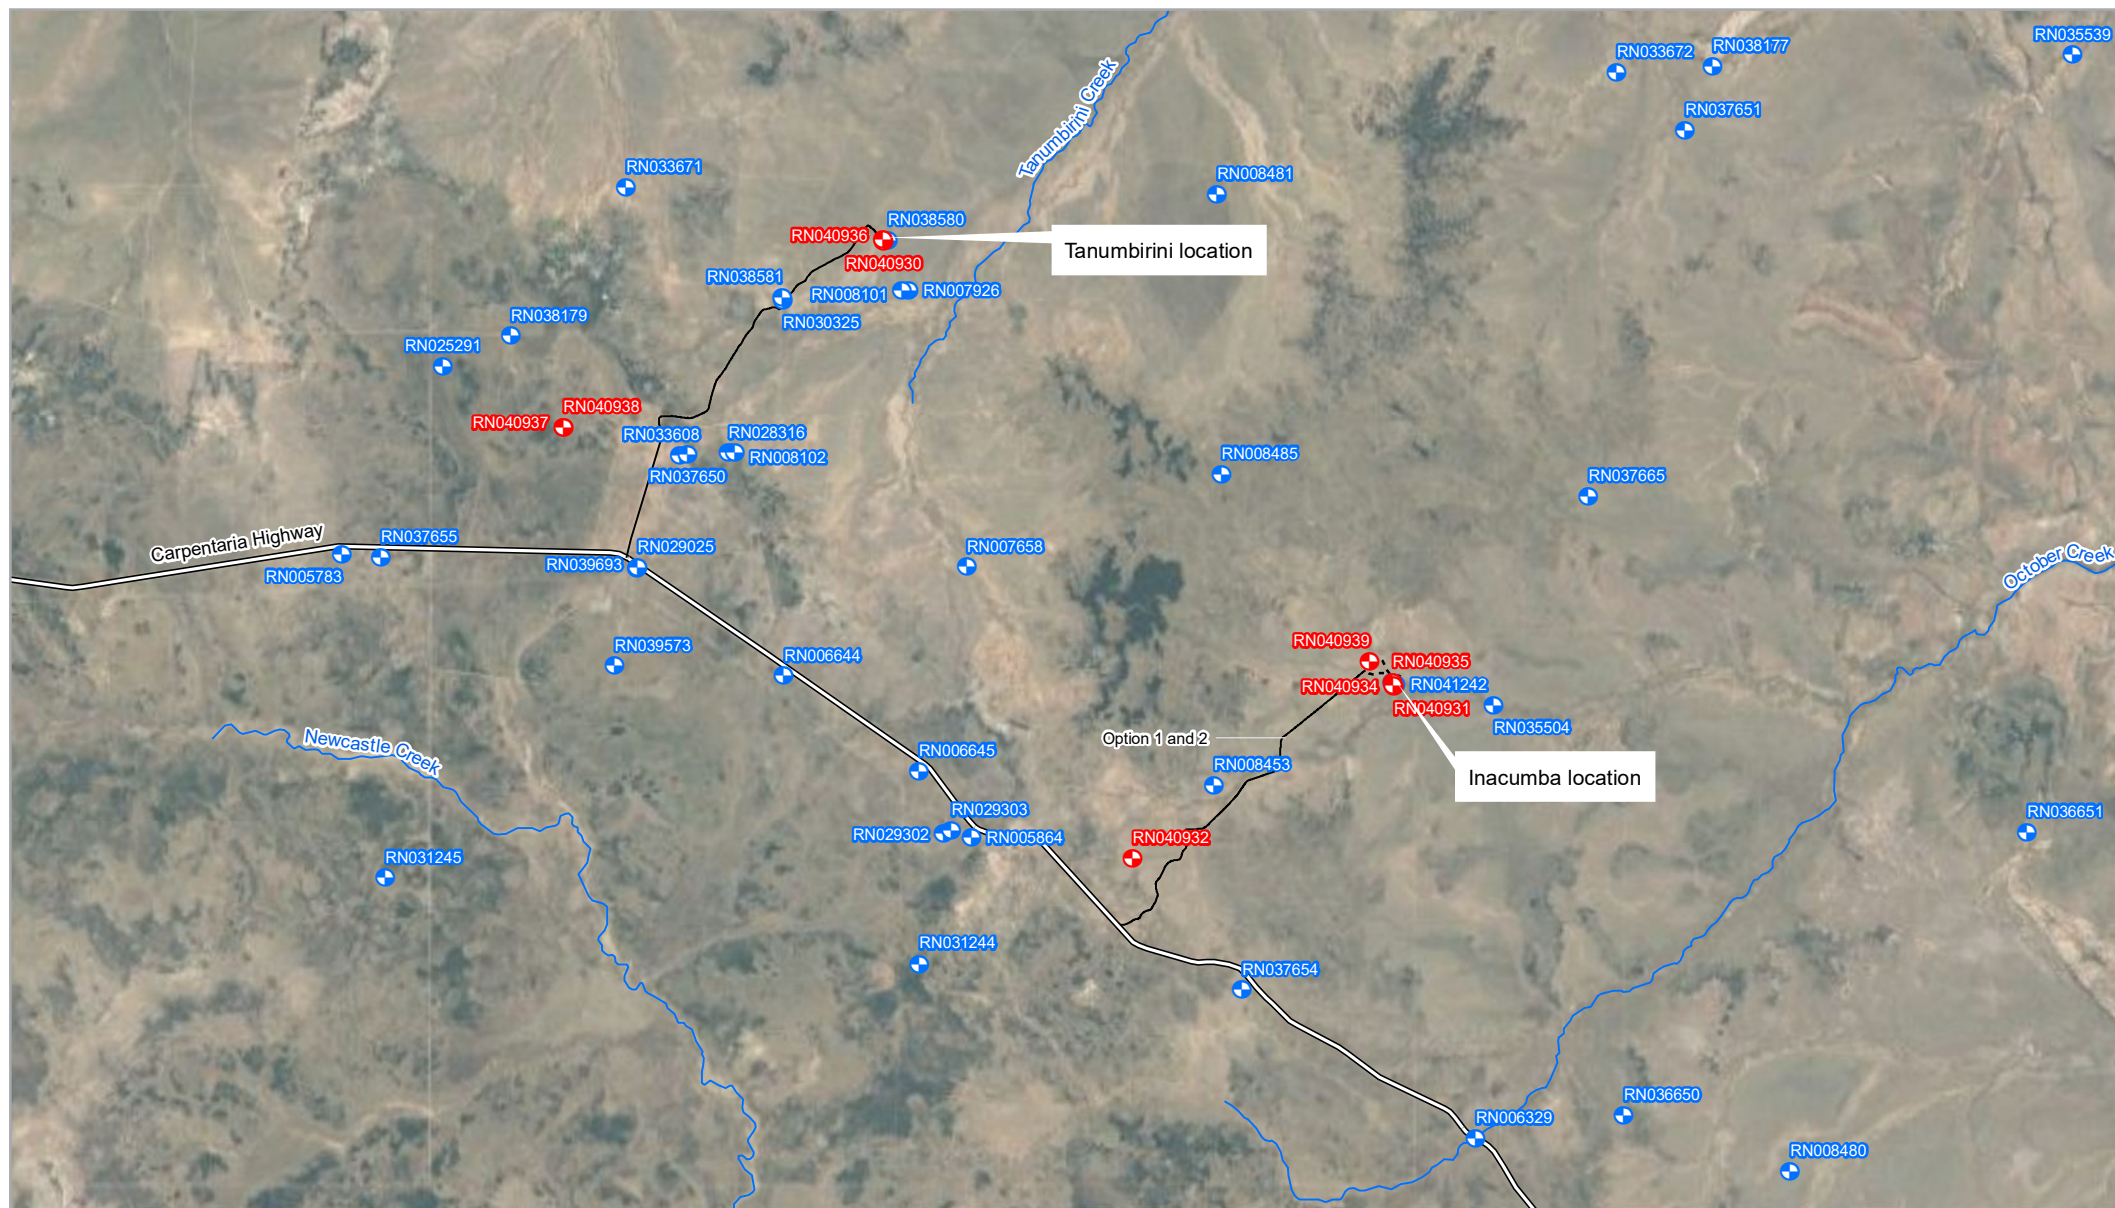 RN035539
RN038177
RN033672
Tanumbirini Creek
RN037651
RN033671
RN008481
RN038580
RN040936
Tanumbirini location
RN040930
RN038581
RN008101
RN007926
RN030325
RN038179
RN025291
RN040938
RN040937
RN033608
RN028316
RN008102
RN037650
RN008485
RN037665
Carpentaria Highway
RN037655
RN029025
RN007658
RN039693
RN005783
October Creek
RN039573
RN006644
RN040939
RN040935
RN040934
RN041242
RN040931
RN035504
Newcastle Creek
Option 1 and 2
RN006645
RN008453
Inacumba location
RN029303
RN029302
RN005864
RN040932
RN036651
RN031245
RN031244
RN037654
RN036650
RN006329
RN008480